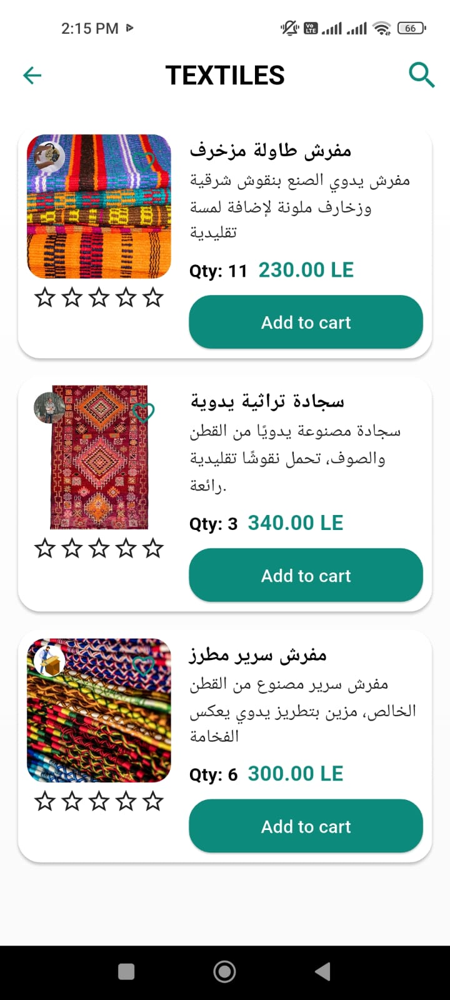 2:15 PM
Vo LTE
66
TEXTILES
مفرش طاولة مزخرف
مفرش يدوي الصنع بنقوش شرقية
وزخارف ملونة لإضافة لمسة
تقليدية
Qty: 11 230.00 LE
Add to cart
سجادة تراثية يدوية
سجادة مصنوعة يدويًا من القطن
والصوف، تحمل نقوشًا تقليدية
رائعة.
Qty: 3 340.00 LE
Add to cart
مفرش سرير مطرز
مفرش سرير مصنوع من القطن
الخالص، مزين بتطريز يدوي يعكس
الفخامة
Qty: 6 300.00 LE
Add to cart